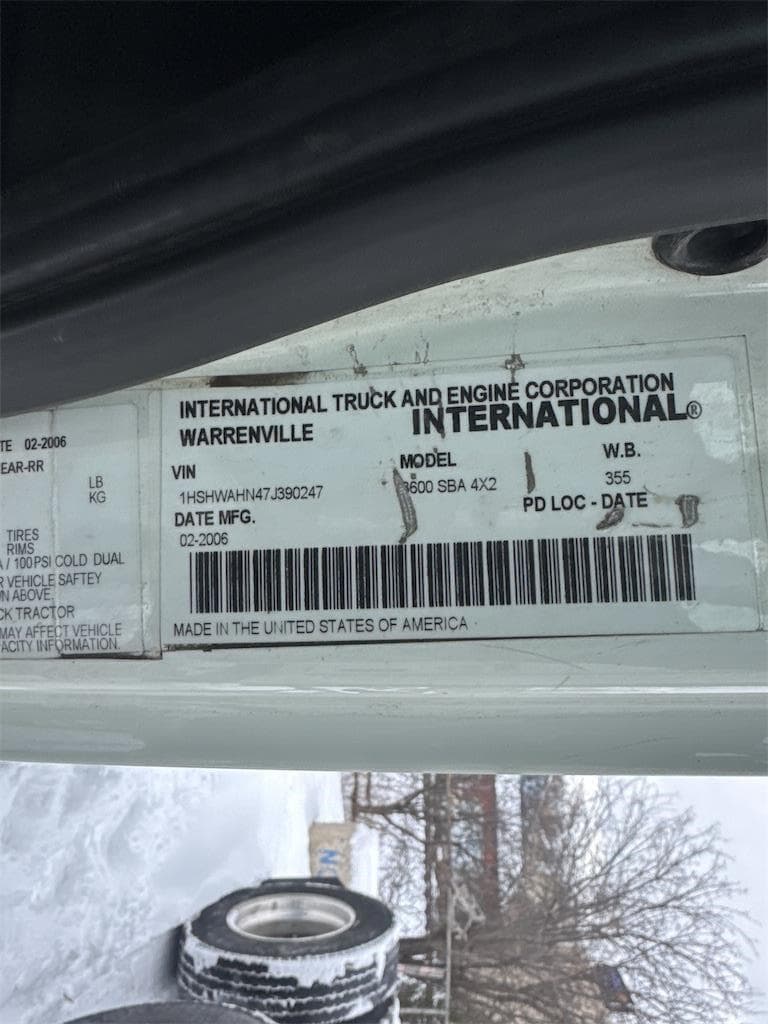 TE 02-2006
EAR-RR
LB
KG
TIRES
RIMS
/ 100 PSI COLD DUAL
R VEHICLE SAFTEY
N ABOVE.
CK TRACTOR
MAY AFFECT VEHICLE
ACITY INFORMATION.
INTERNATIONAL TRUCK AND ENGINE CORPORATION
WARRENVILLE INTERNATIONAL®
VIN MODEL W.B.
1HSHWAHN47J390247 8600 SBA 4X2 355
DATE MFG. PD LOC - DATE
02-2006
MADE IN THE UNITED STATES OF AMERICA